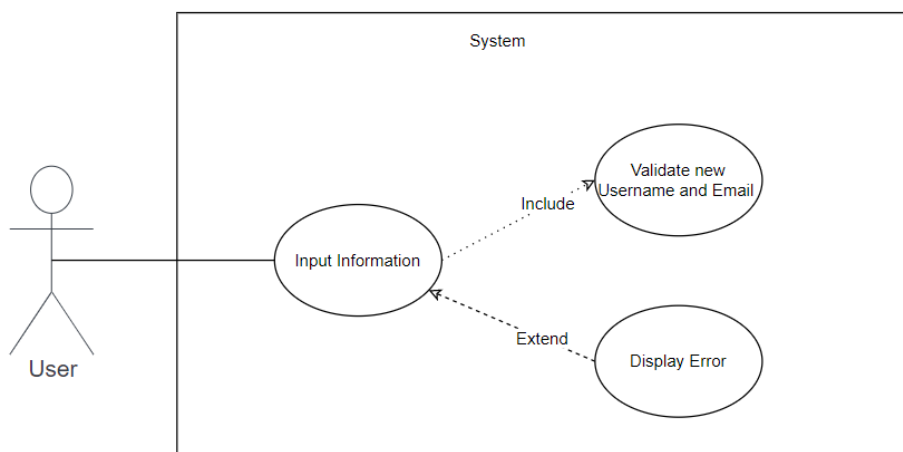 System
Validate new
Username and Email
Include
Input Information
Extend
Display Error
User